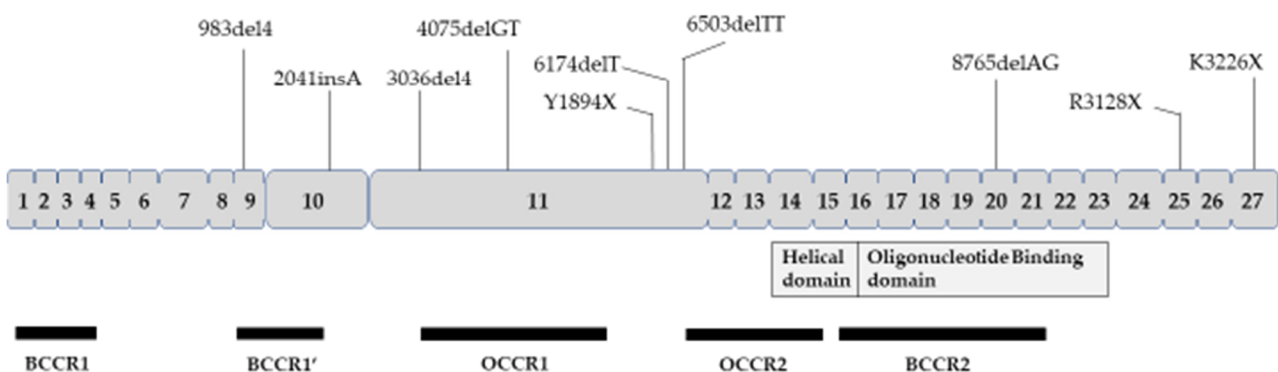 983del4
4075delGT
6503delTT
2041insA
3036del4
6174delT
8765delAG
K3226X
Y1894X
R3128X
1 2 3 4 5 6 7 8 9 10 11 12 13 14 15 16 17 18 19 20 21 22 23 24 25 26 27
Helical
domain
Oligonucleotide Binding
domain
BCCR1
BCCR1′
OCCR1
OCCR2
BCCR2